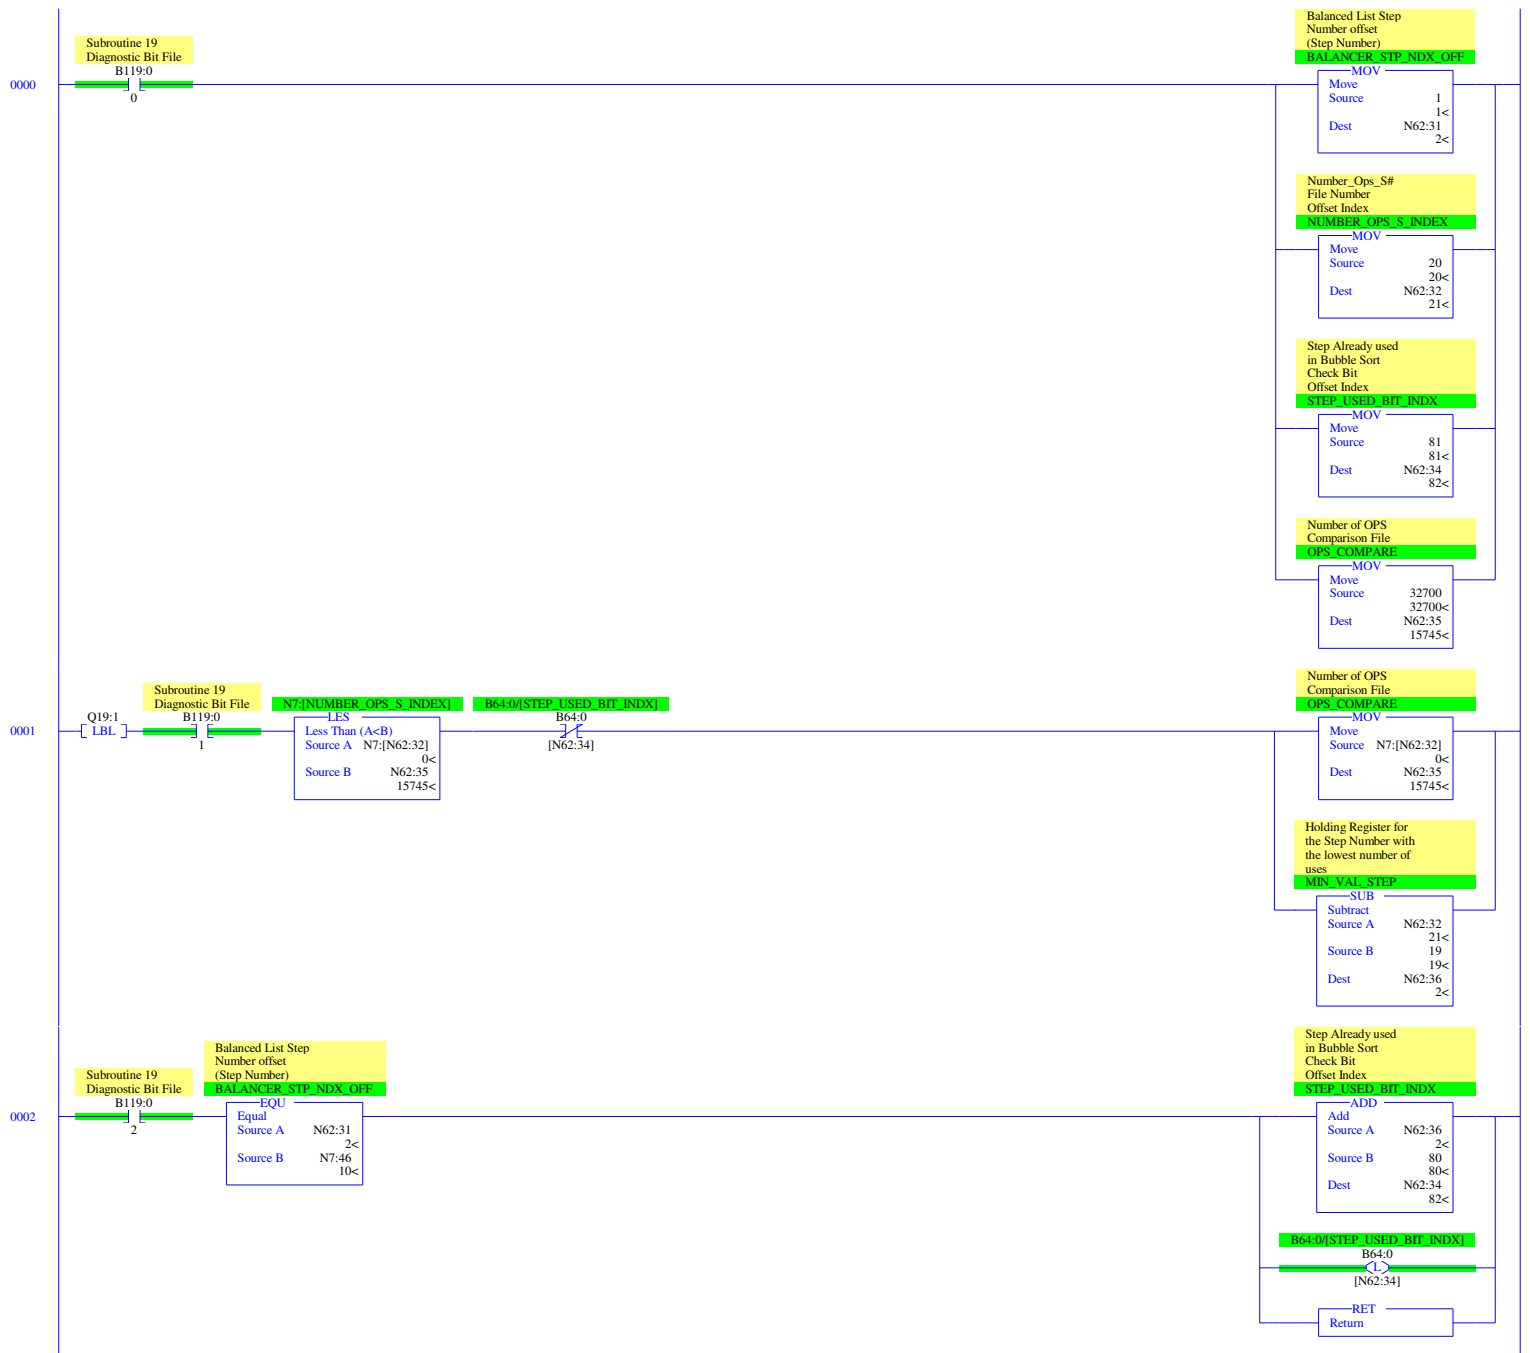 Subroutine 19
Diagnostic Bit File
B119:0
0
0000
Balanced List Step
Number offset
(Step Number)
BALANCER_STP_NDX_OFF
MOV
Move
Source 1
1<
Dest N62:31
2<
Number_Ops_S#
File Number
Offset Index
NUMBER_OPS_S_INDEX
MOV
Move
Source 20
20<
Dest N62:32
21<
Step Already used
in Bubble Sort
Check Bit
Offset Index
STEP_USED_BIT_INDX
MOV
Move
Source 81
81<
Dest N62:34
82<
Number of OPS
Comparison File
OPS_COMPARE
MOV
Move
Source 32700
32700<
Dest N62:35
15745<
0001
Q19:1
LBL
Subroutine 19
Diagnostic Bit File
B119:0
1
N7:[NUMBER_OPS_S_INDEX]
LES
Less Than (A<B)
Source A N7:[N62:32]
0<
Source B N62:35
15745<
B64:0/[STEP_USED_BIT_INDX]
B64:0
[N62:34]
Number of OPS
Comparison File
OPS_COMPARE
MOV
Move
Source N7:[N62:32]
0<
Dest N62:35
15745<
Holding Register for
the Step Number with
the lowest number of
uses
MIN_VAL_STEP
SUB
Subtract
Source A N62:32
21<
Source B 19
19<
Dest N62:36
2<
0002
Subroutine 19
Diagnostic Bit File
B119:0
2
Balanced List Step
Number offset
(Step Number)
BALANCER_STP_NDX_OFF
EQU
Equal
Source A N62:31
2<
Source B N7:46
10<
Step Already used
in Bubble Sort
Check Bit
Offset Index
STEP_USED_BIT_INDX
ADD
Add
Source A N62:36
2<
Source B 80
80<
Dest N62:34
82<
B64:0/[STEP_USED_BIT_INDX]
B64:0
L
[N62:34]
RET
Return